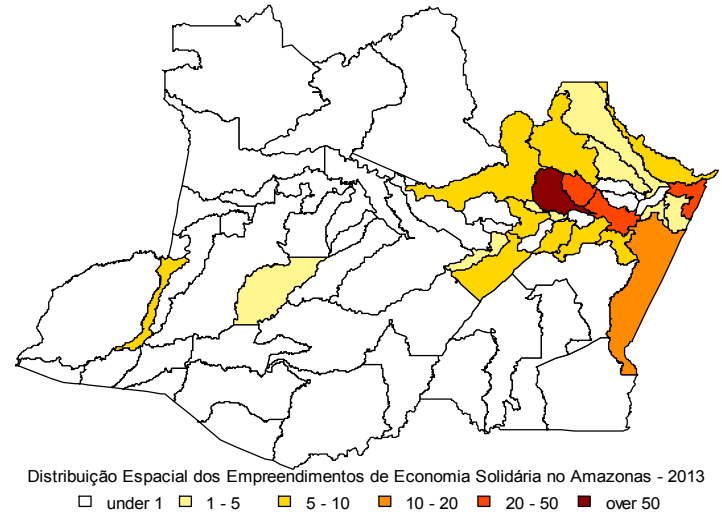 Distribuição Espacial dos Empreendimentos de Economia Solidária no Amazonas - 2013
under 1 1 - 5 5 - 10 10 - 20 20 - 50 over 50